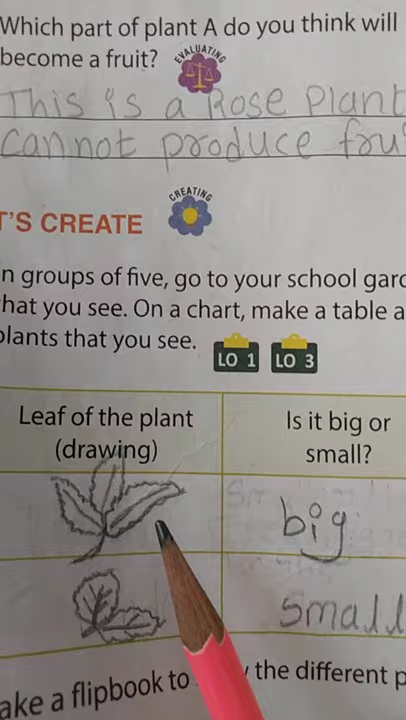 Which part of plant A do you think will
become a fruit?
EVALUATING
This is a Rose Plant
cannot produce frui
CREATING
T'S CREATE
n groups of five, go to your school gard
hat you see. On a chart, make a table a
plants that you see.
LO 1 LO 3
Leaf of the plant
(drawing)
Is it big or
small?
big
small
ake a flipbook to
the different p